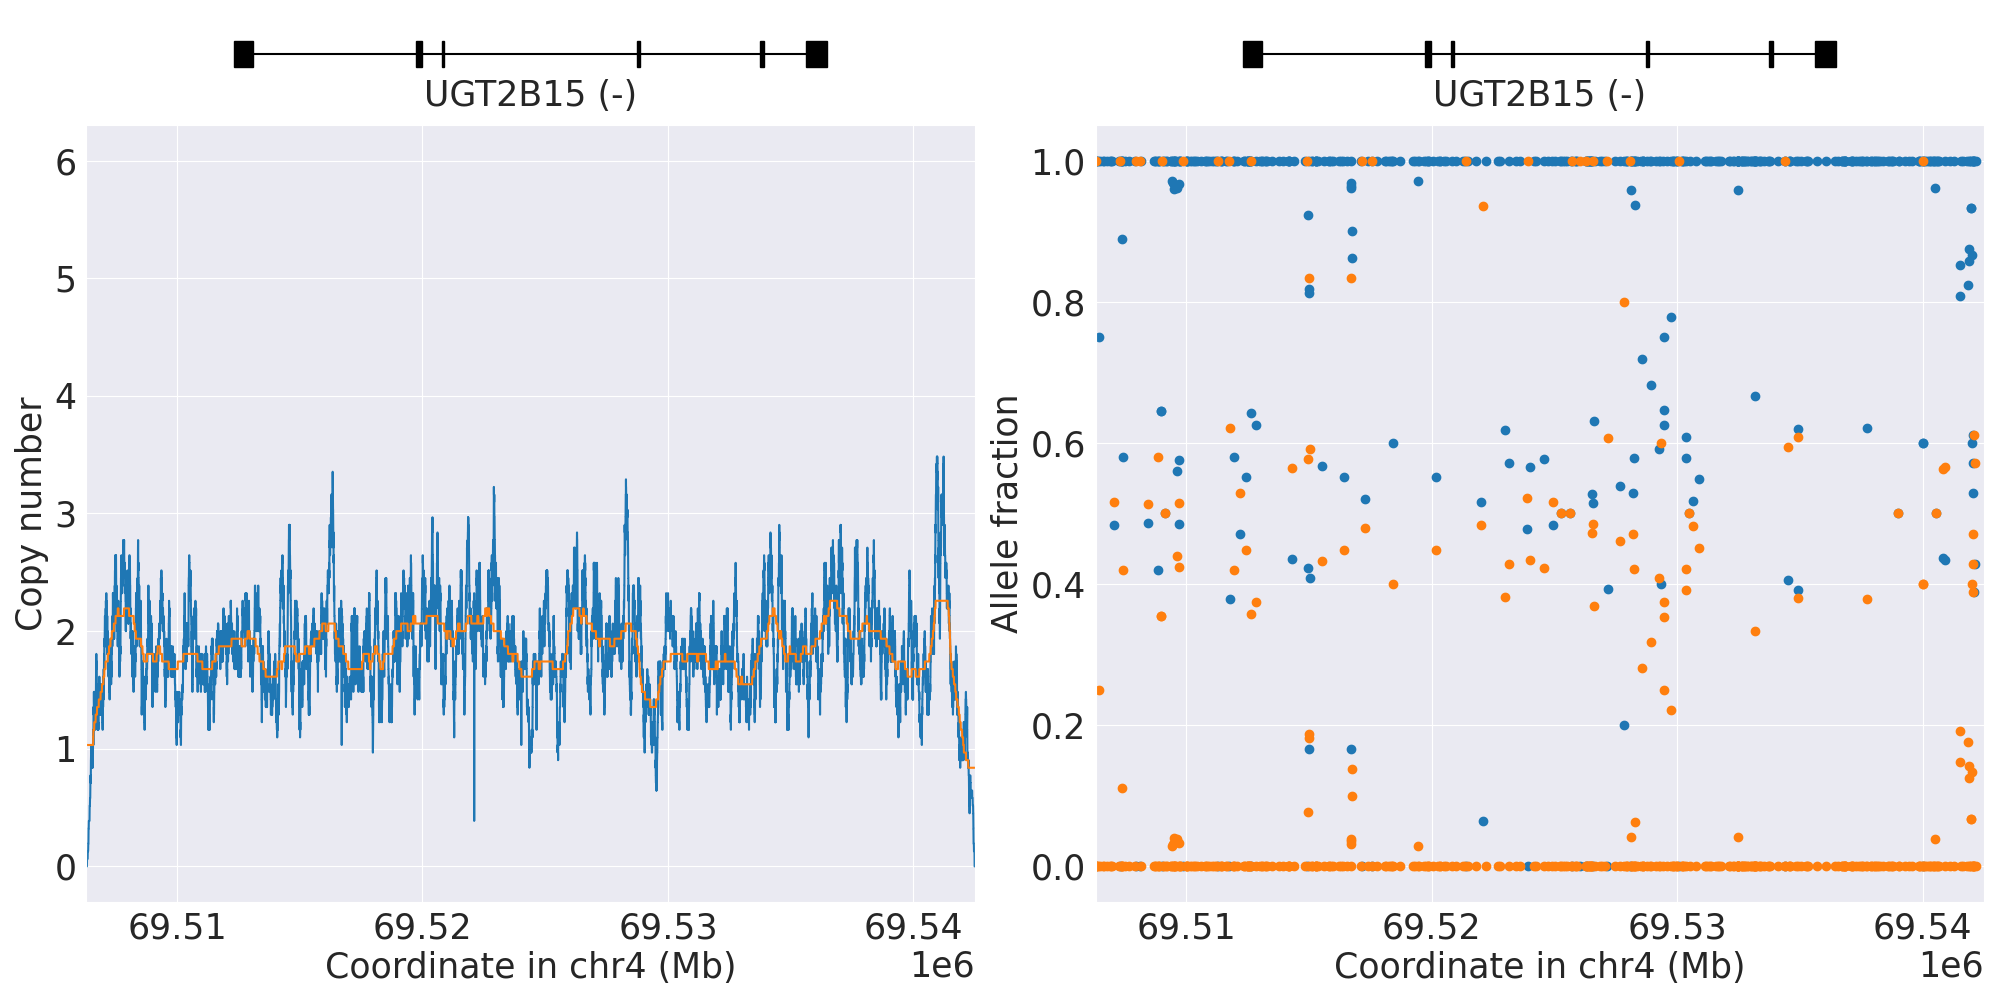 UGT2B15 (-)
6
5
4
3
2
1
0
Copy number
69.51 69.52 69.53 69.54
Coordinate in chr4 (Mb)
1e6
UGT2B15 (-)
1.0
0.8
0.6
0.4
0.2
0.0
Allele fraction
69.51 69.52 69.53 69.54
Coordinate in chr4 (Mb)
1e6